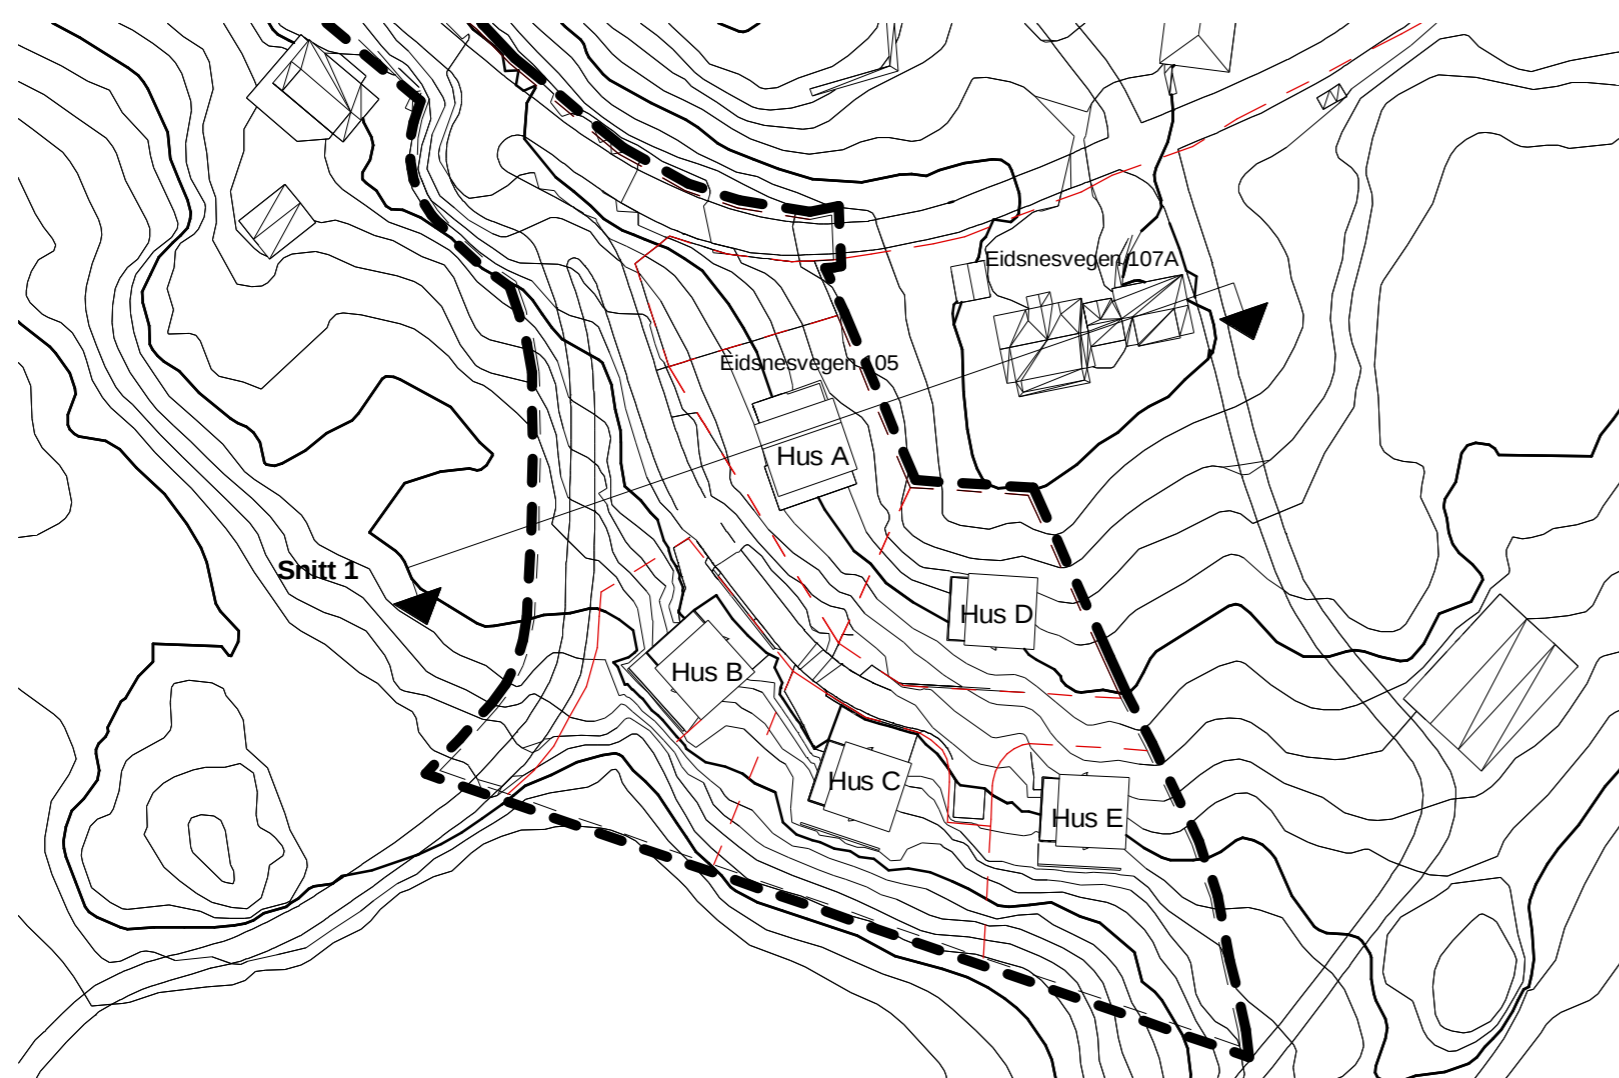 Eidsnesvegen 107A
Eidsnesvegen 105
Hus A
Snitt 1
Hus D
Hus B
Hus C
Hus E